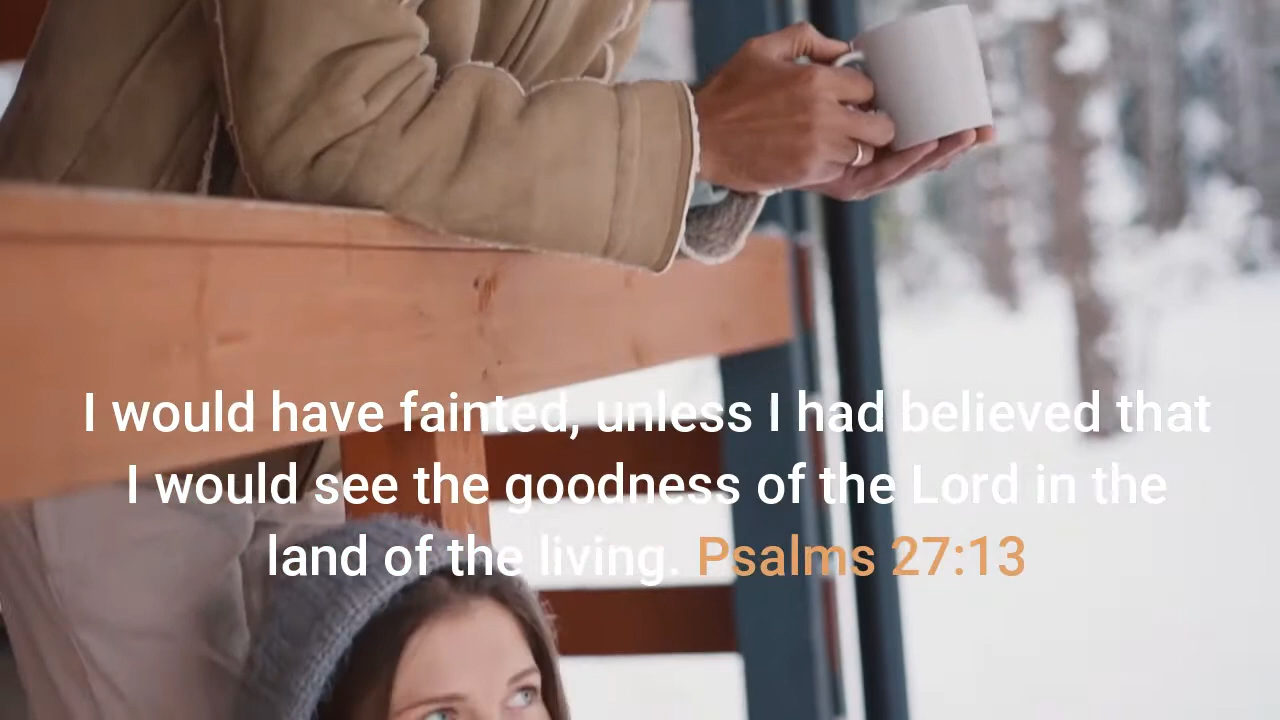 I would have fainted, unless I had believed that
I would see the goodness of the Lord in the
land of the living. Psalms 27:13